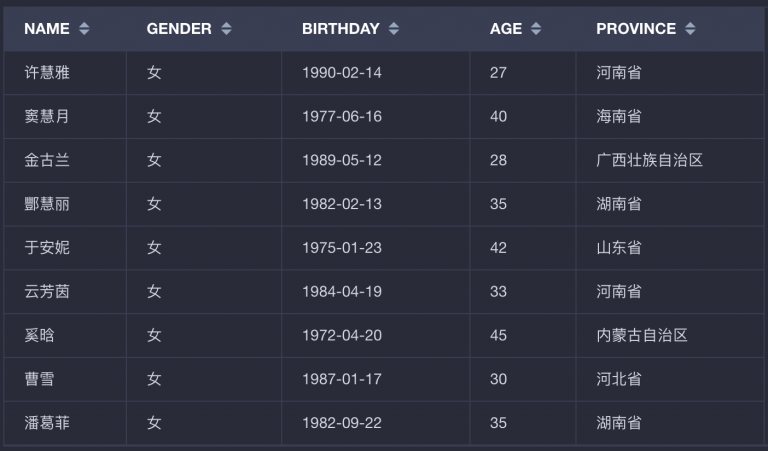 NAME GENDER BIRTHDAY AGE PROVINCE
许慧雅 女 1990-02-14 27 河南省
窦慧月 女 1977-06-16 40 海南省
金古兰 女 1989-05-12 28 广西壮族自治区
酆慧丽 女 1982-02-13 35 湖南省
于安妮 女 1975-01-23 42 山东省
云芳茵 女 1984-04-19 33 河南省
奚晗 女 1972-04-20 45 内蒙古自治区
曹雪 女 1987-01-17 30 河北省
潘葛菲 女 1982-09-22 35 湖南省